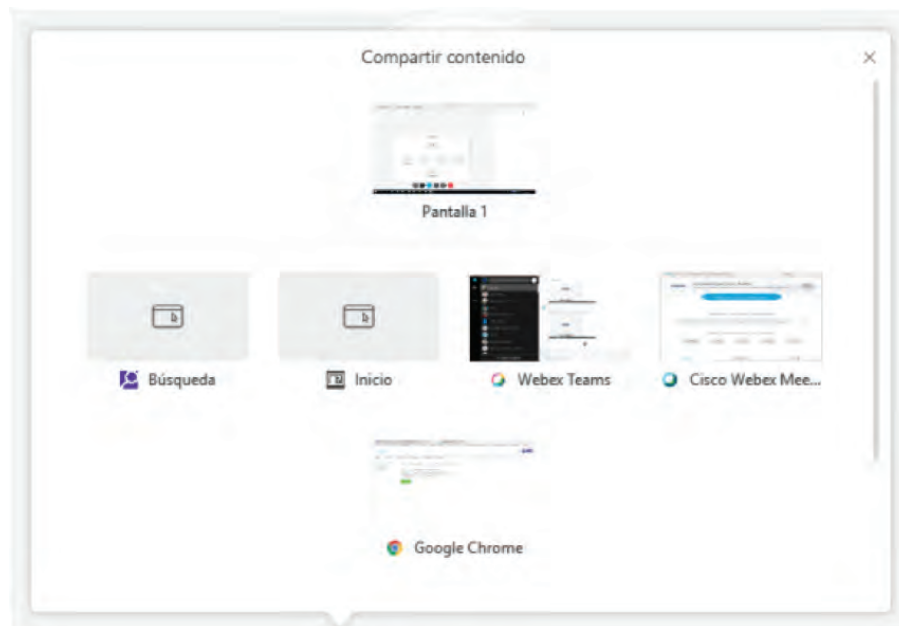 Compartir contenido
Pantalla 1
Búsqueda
Inicio
Webex Teams
Cisco Webex Mee...
Google Chrome